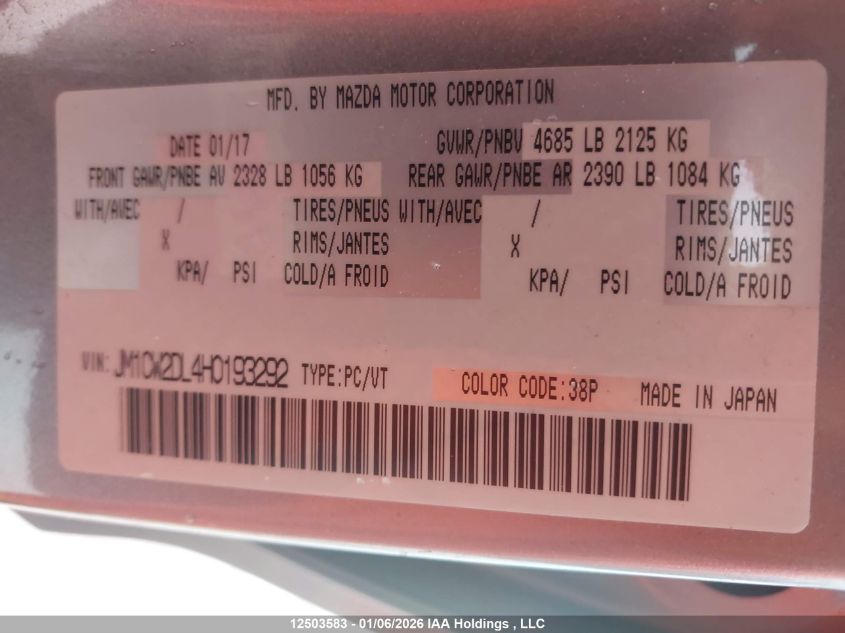 MFD. BY MAZDA MOTOR CORPORATION
DATE 01/17 GVWR/PNBV 4685 LB 2125 KG
FRONT GAWR/PNBE AV 2328 LB 1056 KG REAR GAWR/PNBE AR 2390 LB 1084 KG
WITH/AVEC / TIRES/PNEUS WITH/AVEC / TIRES/PNEUS
X RIMS/JANTES X RIMS/JANTES
KPA/ PSI COLD/A FROID KPA/ PSI COLD/A FROID
VIN: JM1CW2DL4H0193292 TYPE:PC/VT COLOR CODE:38P MADE IN JAPAN
12503583 - 01/06/2026 IAA Holdings , LLC